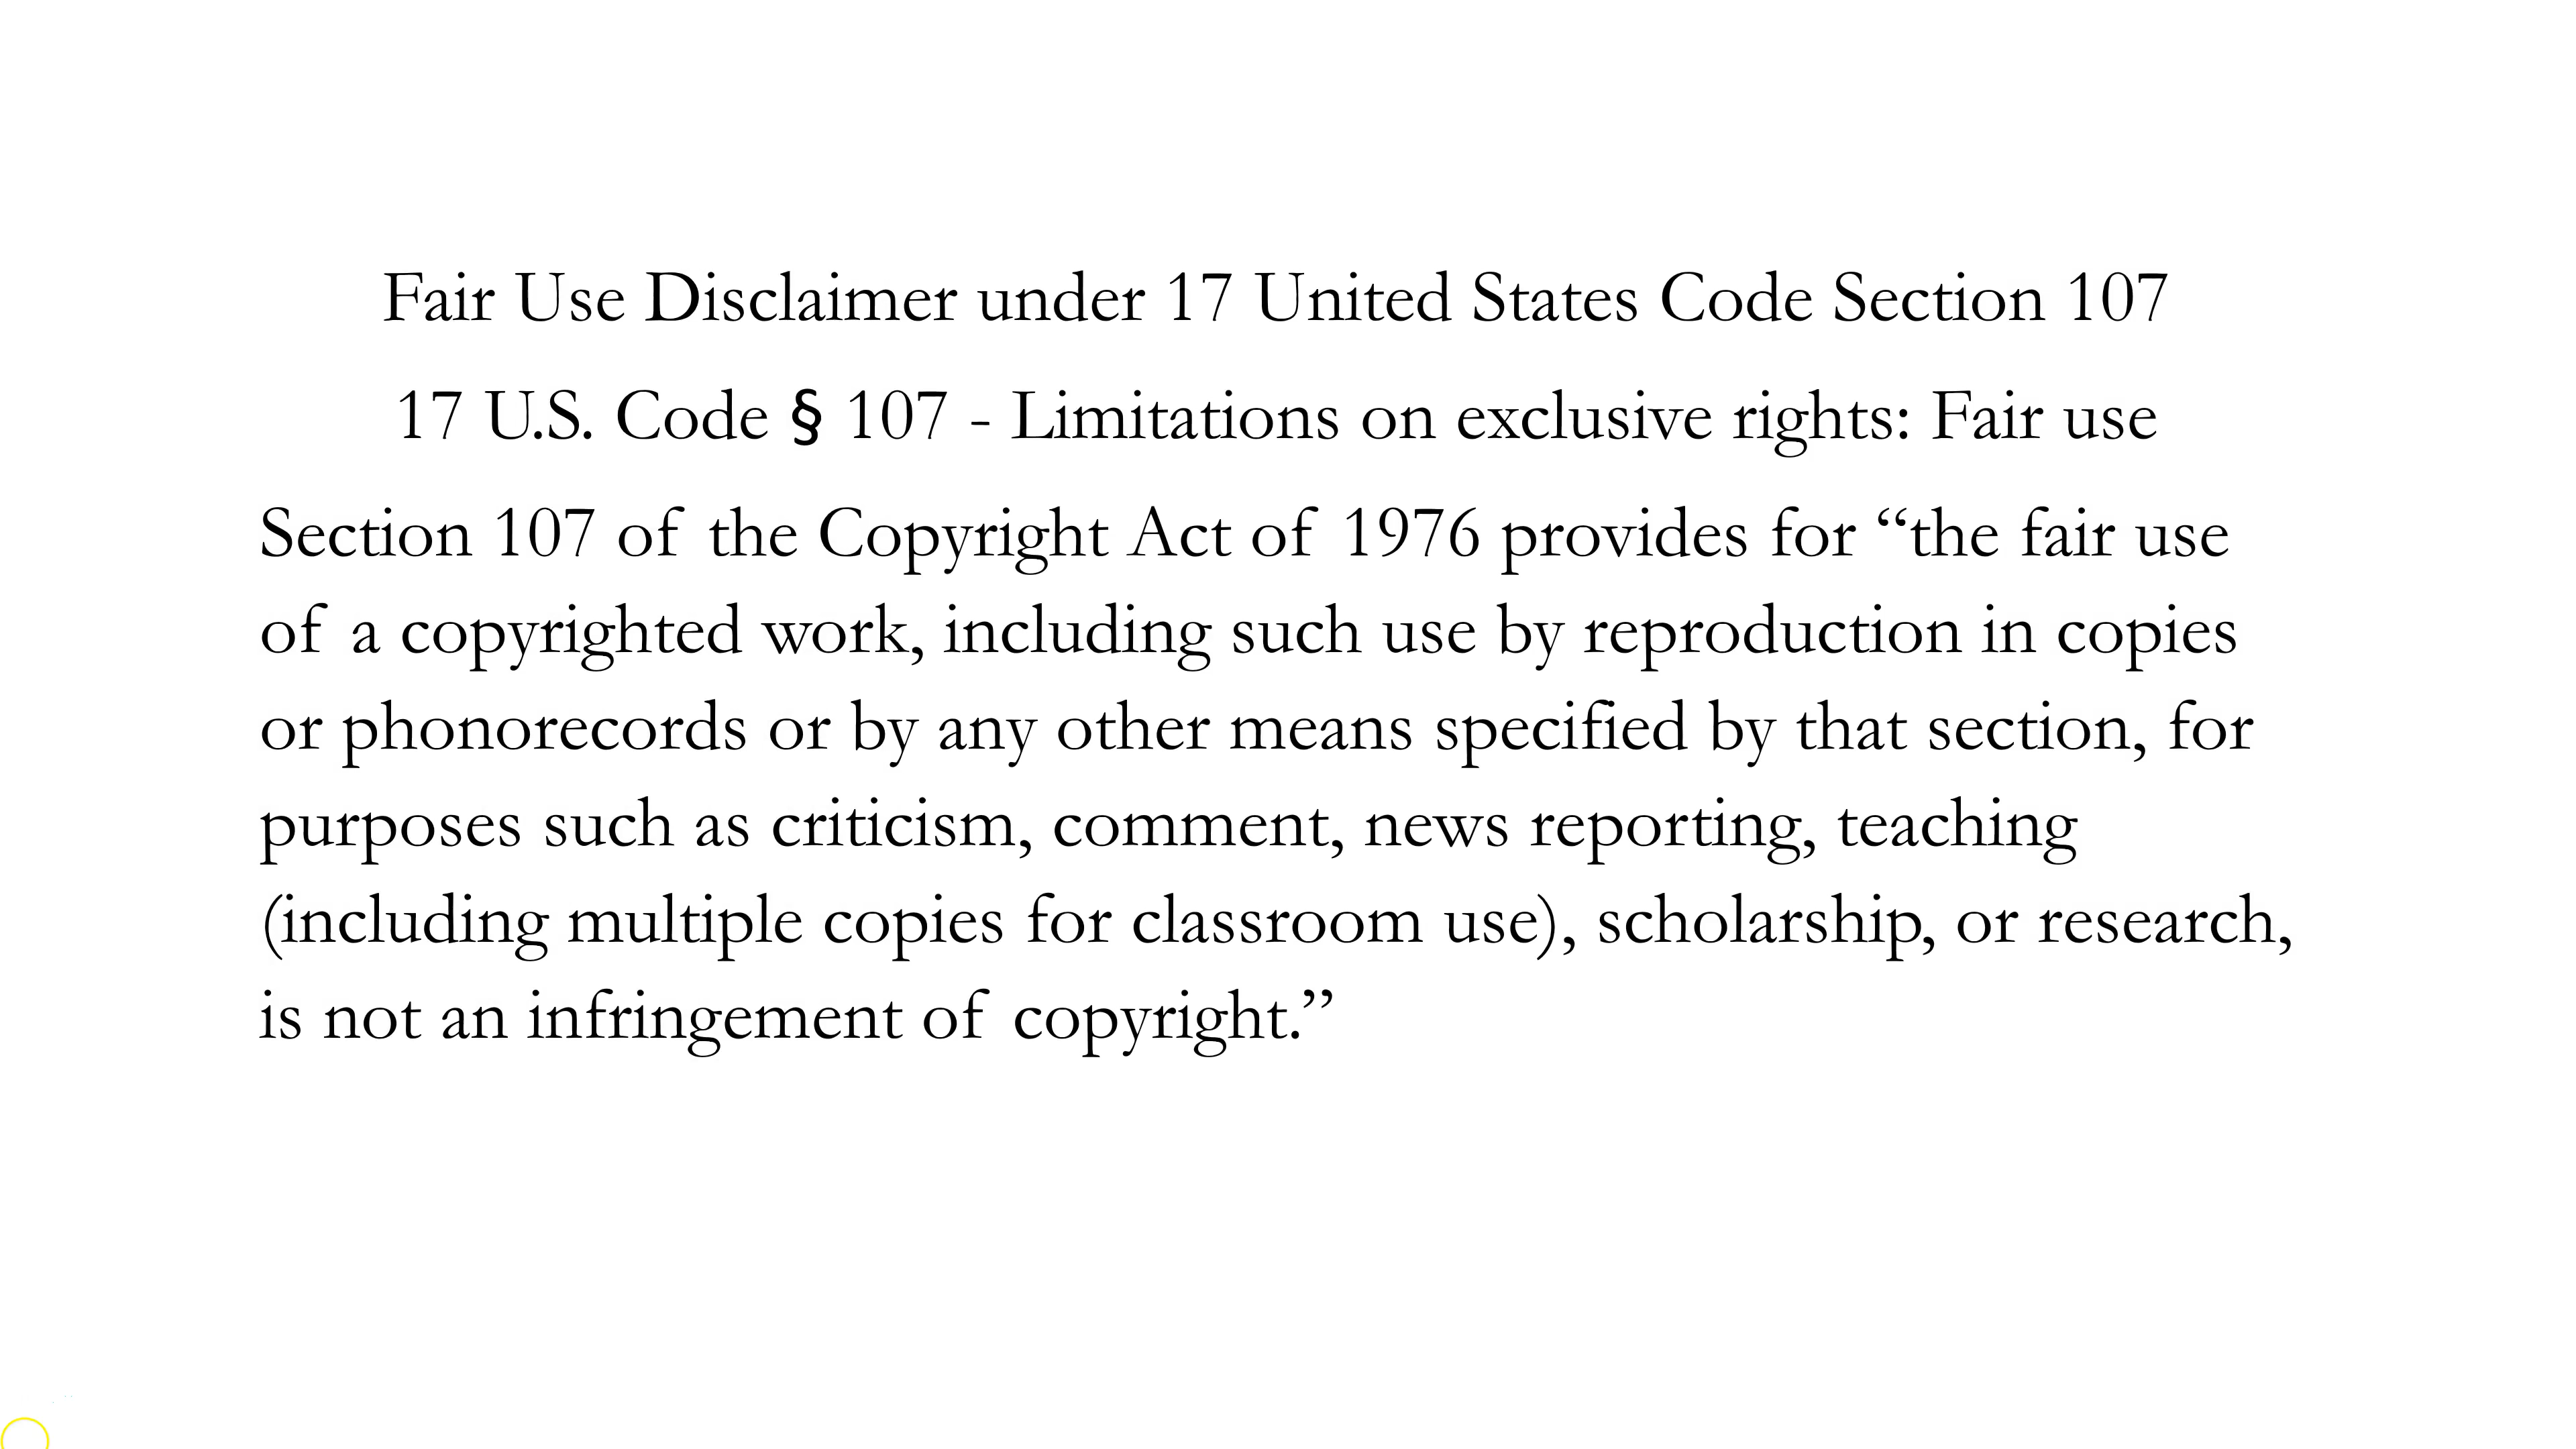 Fair Use Disclaimer under 17 United States Code Section 107
17 U.S. Code § 107 - Limitations on exclusive rights: Fair use
Section 107 of the Copyright Act of 1976 provides for “the fair use
of a copyrighted work, including such use by reproduction in copies
or phonorecords or by any other means specified by that section, for
purposes such as criticism, comment, news reporting, teaching
(including multiple copies for classroom use), scholarship, or research,
is not an infringement of copyright.”